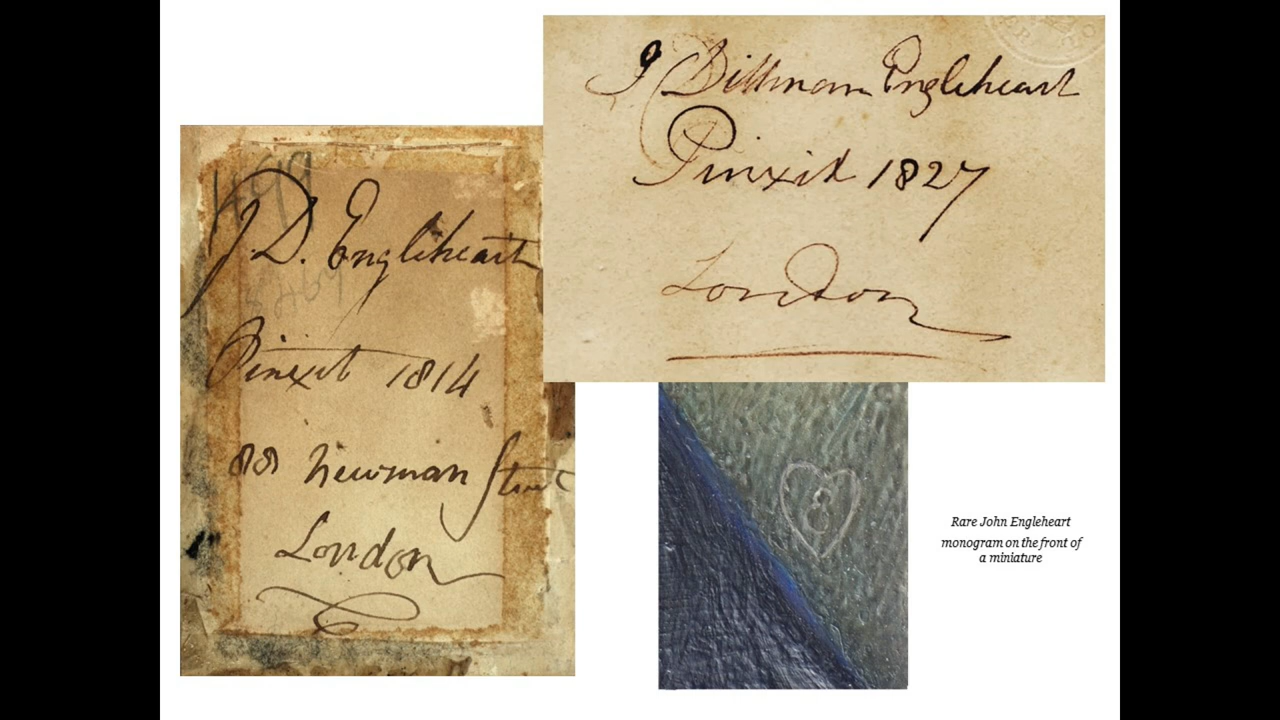 J.D. Engleheart
Pinxit 1814
88 Newman Street
London
J Dillman Engleheart
Pinxit 1827
London
E
Rare John Engleheart
monogram on the front of
a miniature